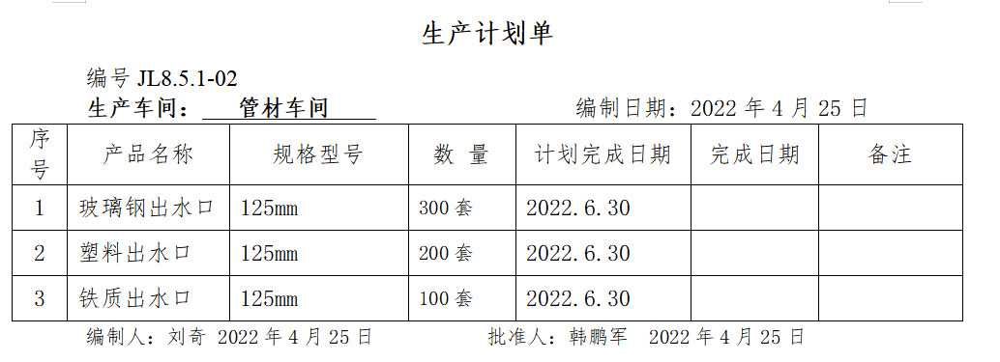 生产计划单
编号 JL8.5.1-02
生产车间：  管材车间    编制日期：2022 年 4 月 25 日
序号 产品名称 规格型号 数 量 计划完成日期 完成日期 备注
1 玻璃钢出水口 125mm 300 套 2022.6.30
2 塑料出水口 125mm 200 套 2022.6.30
3 铁质出水口 125mm 100 套 2022.6.30
编制人：刘奇 2022 年 4 月 25 日    批准人：韩鹏军 2022 年 4 月 25 日